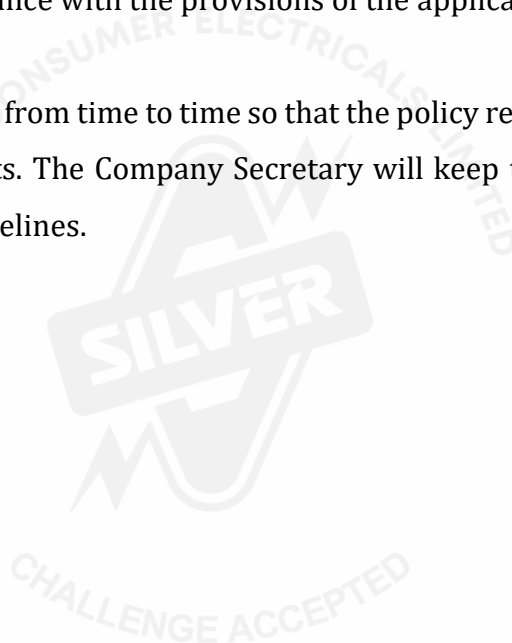 ance with the provisions of the applica
CONSUMER ELECTRICALS LIMITED
from time to time so that the policy re
ts. The Company Secretary will keep
elines.
SILVER
CHALLENGE ACCEPTED